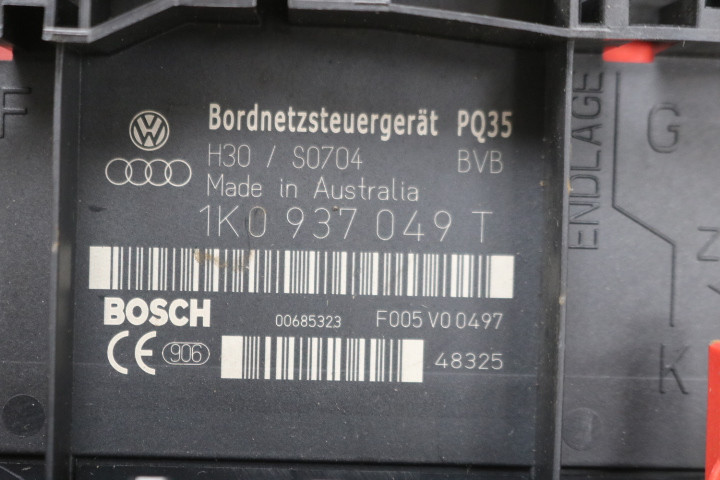 Bordnetzsteuergerät PQ35
H30 / S0704 BVB
Made in Australia
1K0 937 049 T
BOSCH 00685323 F005 V0 0497
CE 906 48325
F
ENDLAGE
G
Z
K